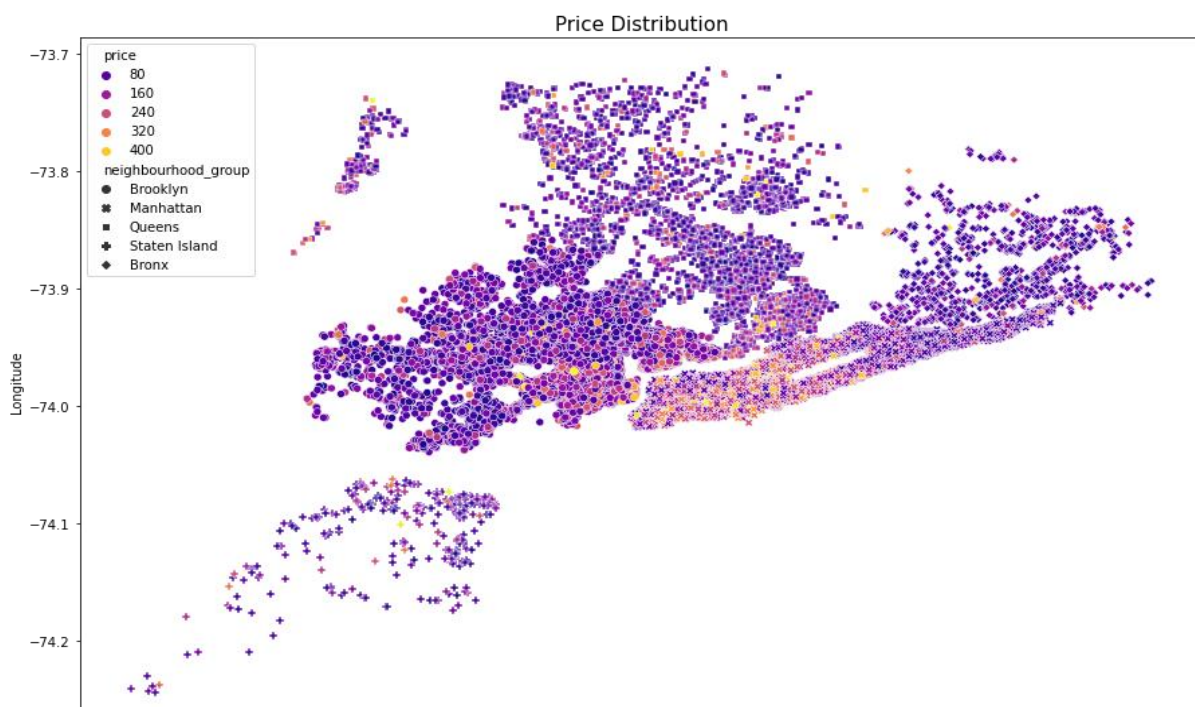 Price Distribution
price
80
160
240
320
400
neighbourhood_group
Brooklyn
Manhattan
Queens
Staten Island
Bronx
−73.7
−73.8
−73.9
−74.0
−74.1
−74.2
Longitude